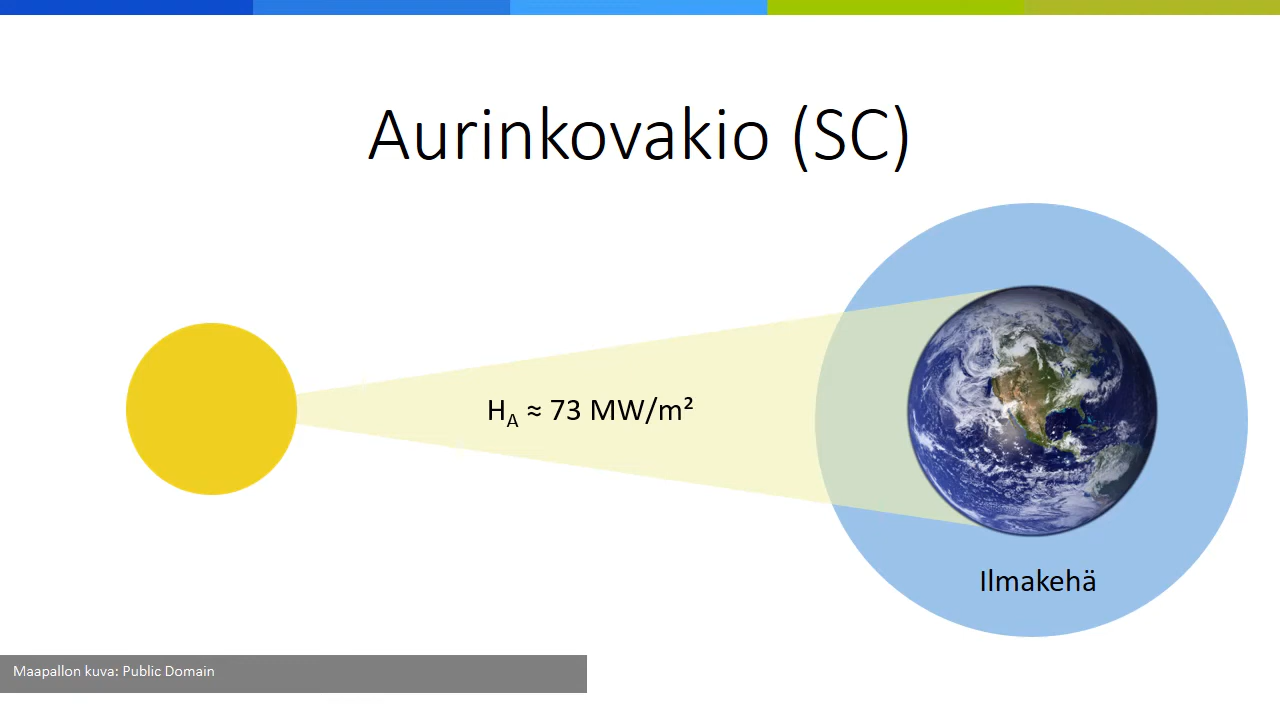 Aurinkovakio (SC)
H_A ≈ 73 MW/m²
Ilmakehä
Maapallon kuva: Public Domain